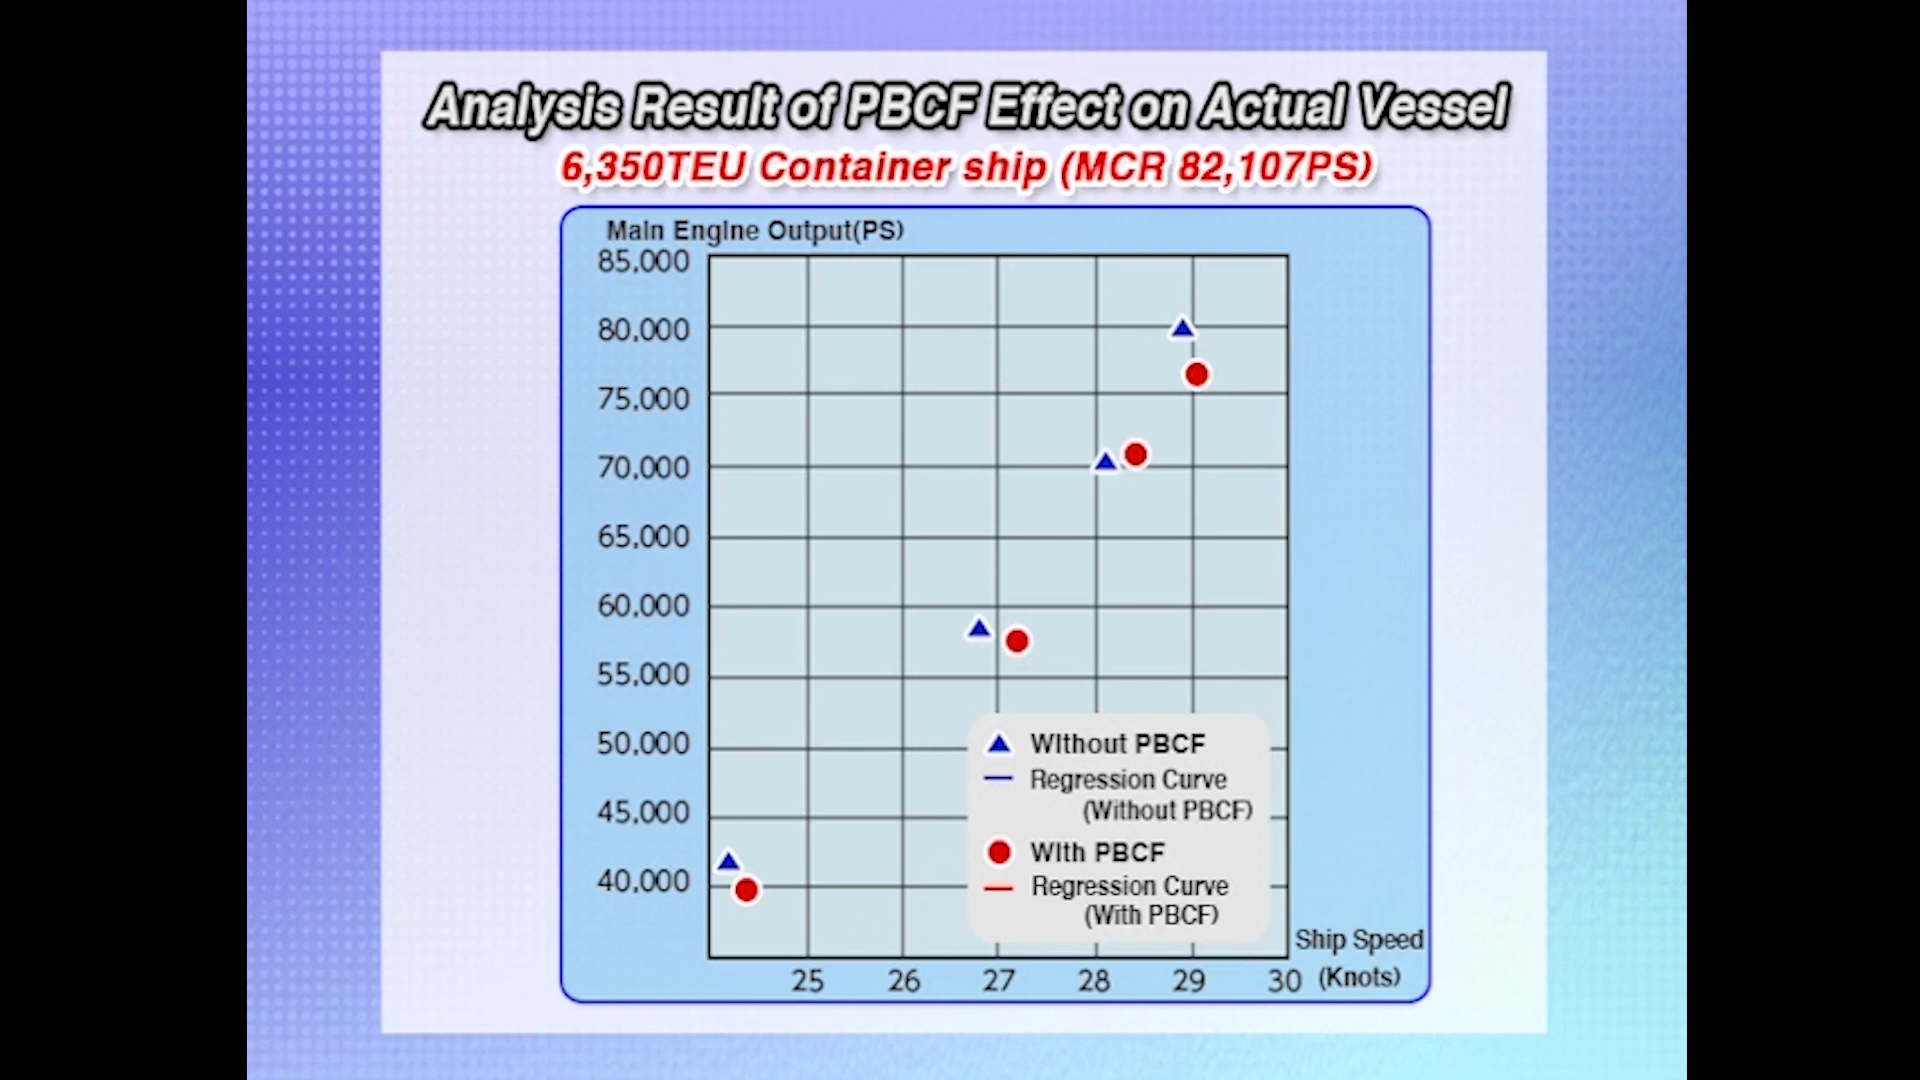 Analysis Result of PBCF Effect on Actual Vessel
6,350TEU Container ship (MCR 82,107PS)
Main Engine Output(PS)
85,000
80,000
75,000
70,000
65,000
60,000
55,000
50,000
45,000
40,000
Without PBCF
Regression Curve
(Without PBCF)
With PBCF
Regression Curve
(With PBCF)
Ship Speed
(Knots)
25 26 27 28 29 30